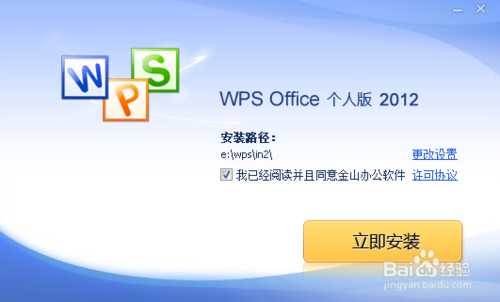 W
P
S
WPS Office 个人版 2012
安装路径：
e:\wps\in2\ 更改设置
我已经阅读并且同意金山办公软件 许可协议
立即安装
Baidu 经验
jingyan.baidu.com